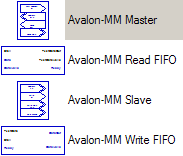 Avalon-MM Master
Avalon-MM Read FIFO
Avalon-MM Slave
Avalon-MM Write FIFO